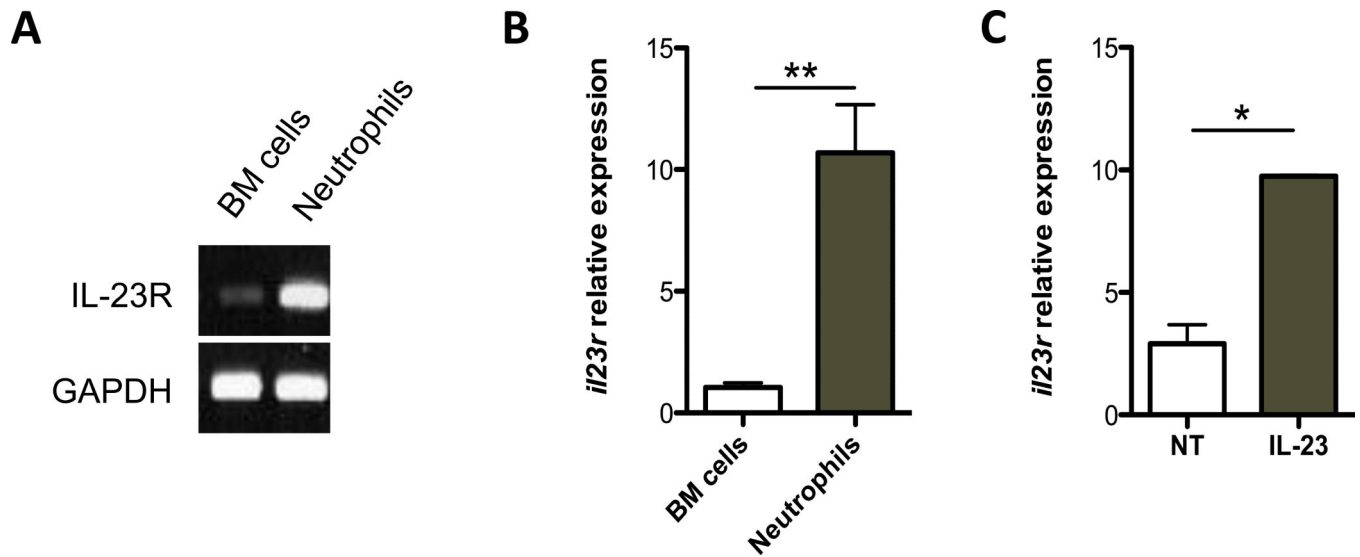 A
BM cells
Neutrophils
IL-23R
GAPDH
B
il23r relative expression
15
10
5
0
**
BM cells
Neutrophils
C
il23r relative expression
15
10
5
0
*
NT
IL-23